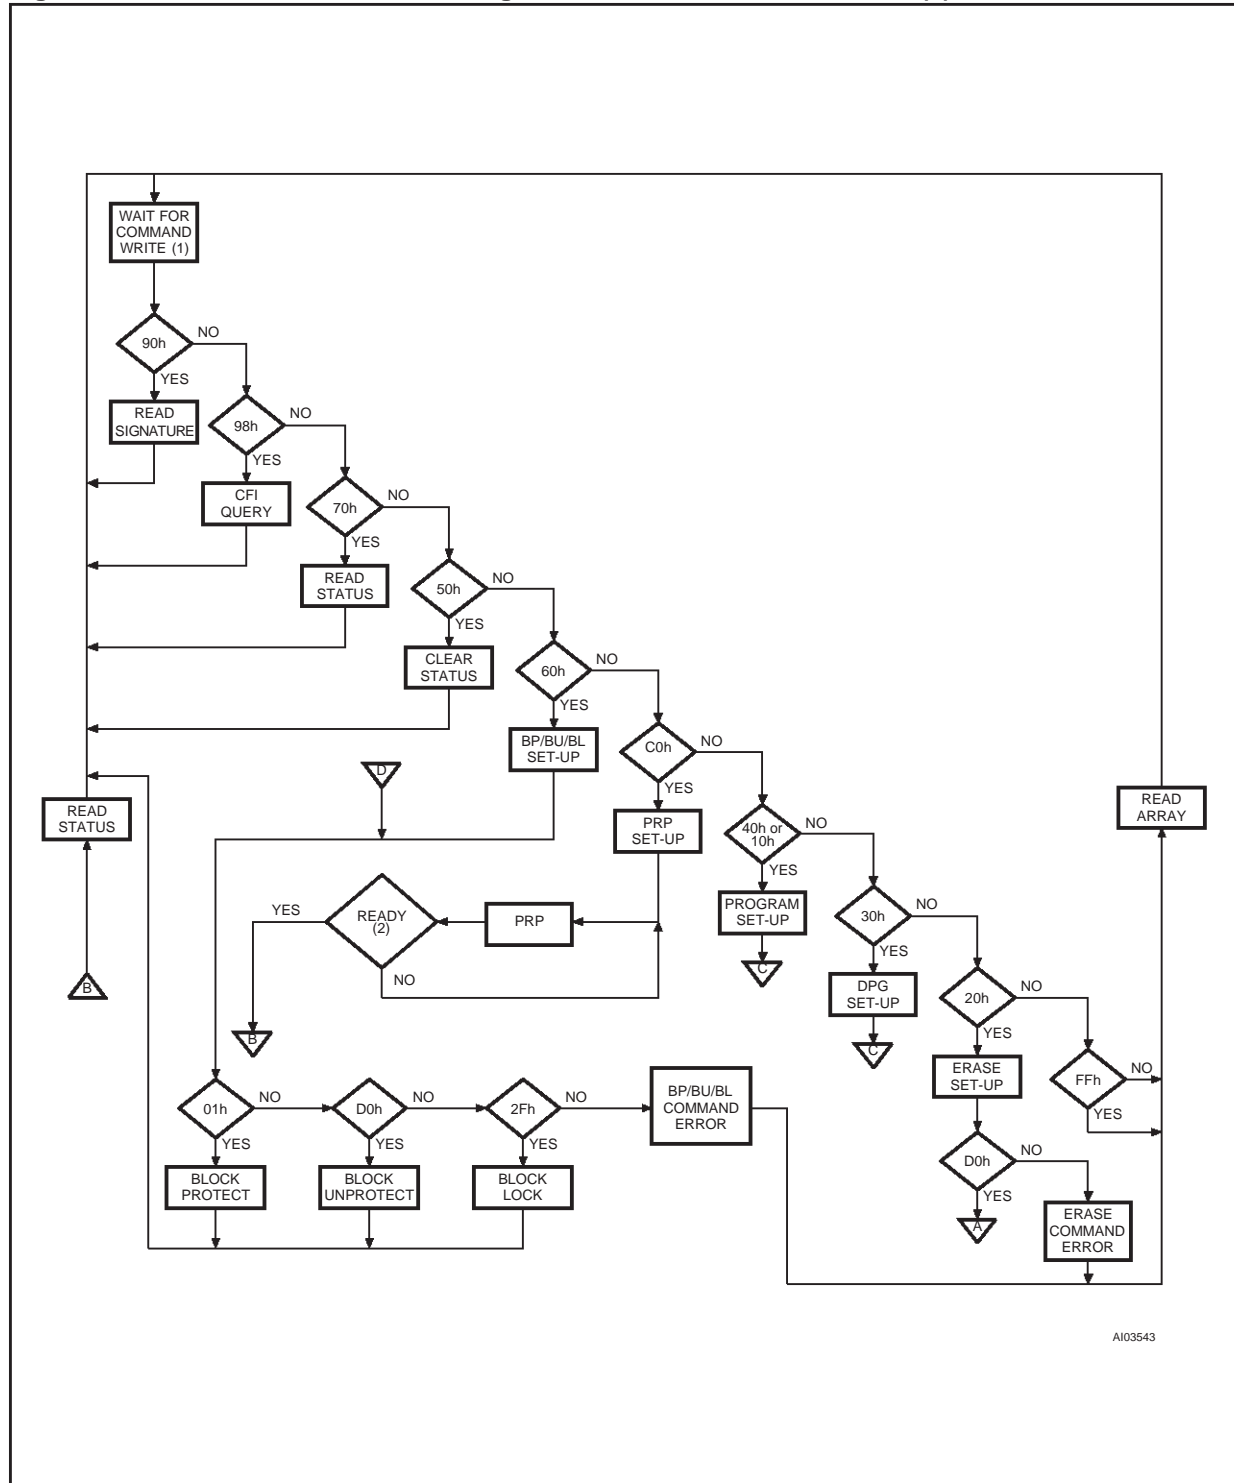 WAIT FOR
COMMAND
WRITE (1)
90h
NO
YES
READ
SIGNATURE
98h
NO
YES
CFI
QUERY
70h
NO
YES
READ
STATUS
50h
NO
YES
CLEAR
STATUS
60h
NO
YES
BP/BU/BL
SET-UP
C0h
NO
YES
PRP
SET-UP
D
READ
STATUS
B
40h or
10h
NO
YES
PROGRAM
SET-UP
C
READ
ARRAY
30h
NO
YES
DPG
SET-UP
C
READY
(2)
YES
NO
PRP
B
20h
NO
YES
ERASE
SET-UP
FFh
NO
YES
01h
NO
YES
BLOCK
PROTECT
D0h
NO
YES
BLOCK
UNPROTECT
2Fh
NO
YES
BLOCK
LOCK
BP/BU/BL
COMMAND
ERROR
D0h
NO
YES
A
ERASE
COMMAND
ERROR
AI03543